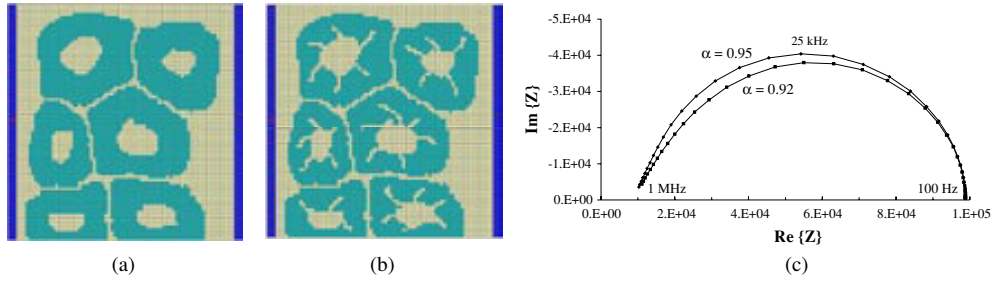 -5.E+04
-4.E+04
-3.E+04
-2.E+04
-1.E+04
0.E+00
Im {Z}
α = 0.95
25 kHz
α = 0.92
1 MHz
100 Hz
0.E+00 2.E+04 4.E+04 6.E+04 8.E+04 1.E+05
Re {Z}
(a) (b) (c)